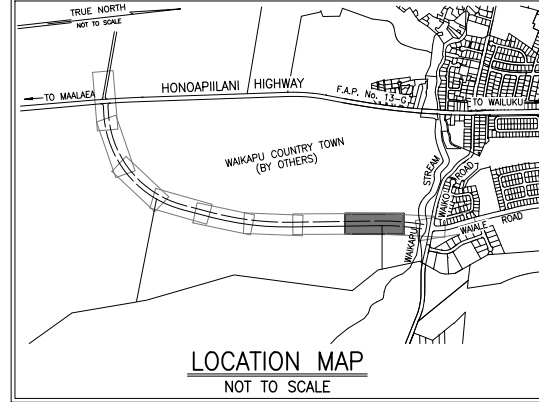 TRUE NORTH
NOT TO SCALE
TO MAALAEA
HONOAPIILANI HIGHWAY
F.A.P. No. 13-G
TO WAILUKU
WAIKAPU COUNTRY TOWN
(BY OTHERS)
WAIKAPU STREAM
WAIKO ROAD
WAIALE ROAD
LOCATION MAP
NOT TO SCALE